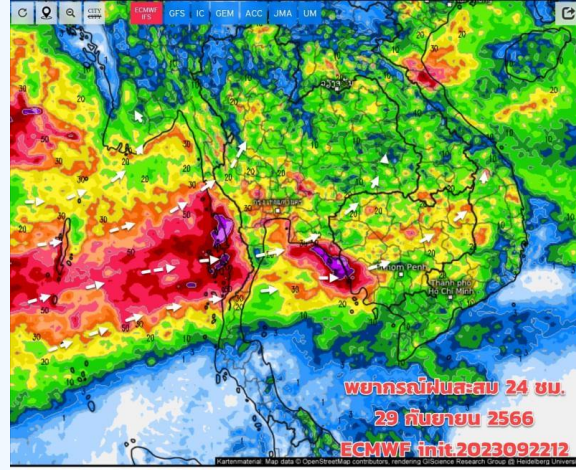 CITY
CITY
ECMWF
IFS
GFS
IC
GEM
ACC
JMA
UM
Phnom Penh
Thành phố
Hồ Chí Minh
พยากรณ์ฝนสะสม 24 ชม.
29 กันยายน 2566
ECMWF init.2023092212
Kartenmaterial: Map data © OpenStreetMap contributors, rendering GIScience Research Group @ Heidelberg University